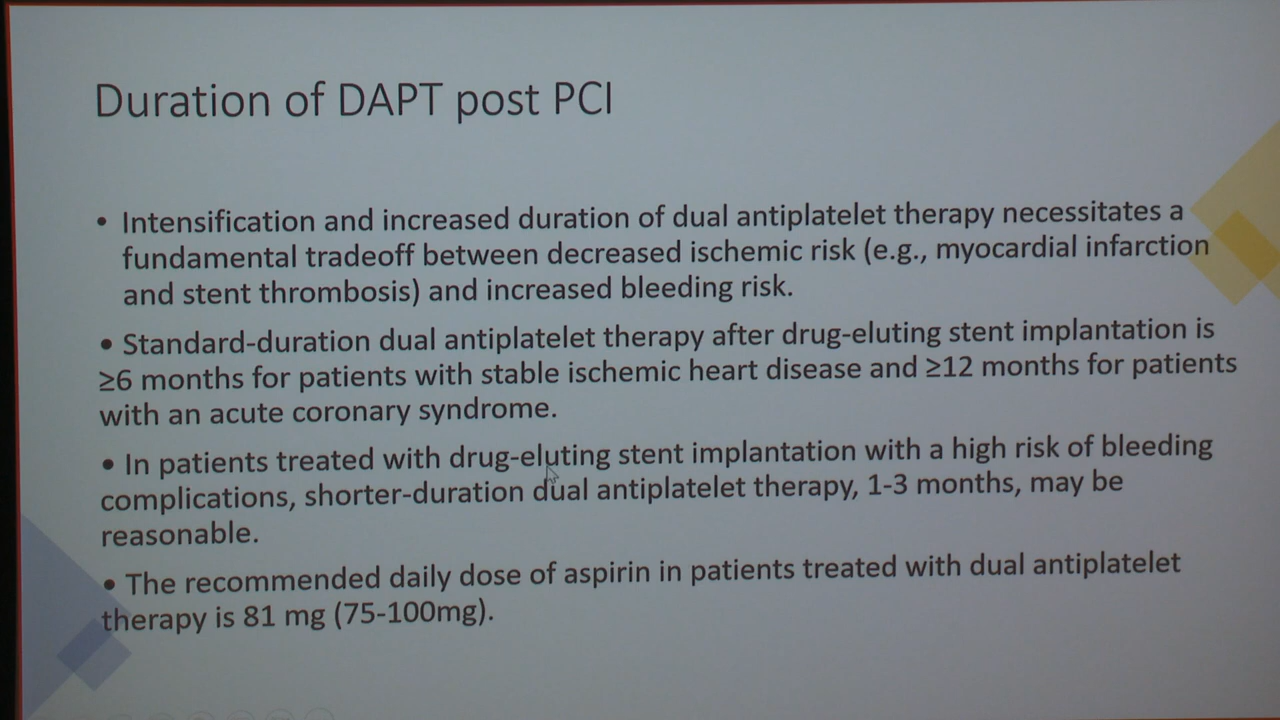 Duration of DAPT post PCI
• Intensification and increased duration of dual antiplatelet therapy necessitates a
fundamental tradeoff between decreased ischemic risk (e.g., myocardial infarction
and stent thrombosis) and increased bleeding risk.
• Standard-duration dual antiplatelet therapy after drug-eluting stent implantation is
≥6 months for patients with stable ischemic heart disease and ≥12 months for patients
with an acute coronary syndrome.
• In patients treated with drug-eluting stent implantation with a high risk of bleeding
complications, shorter-duration dual antiplatelet therapy, 1-3 months, may be
reasonable.
• The recommended daily dose of aspirin in patients treated with dual antiplatelet
therapy is 81 mg (75-100mg).